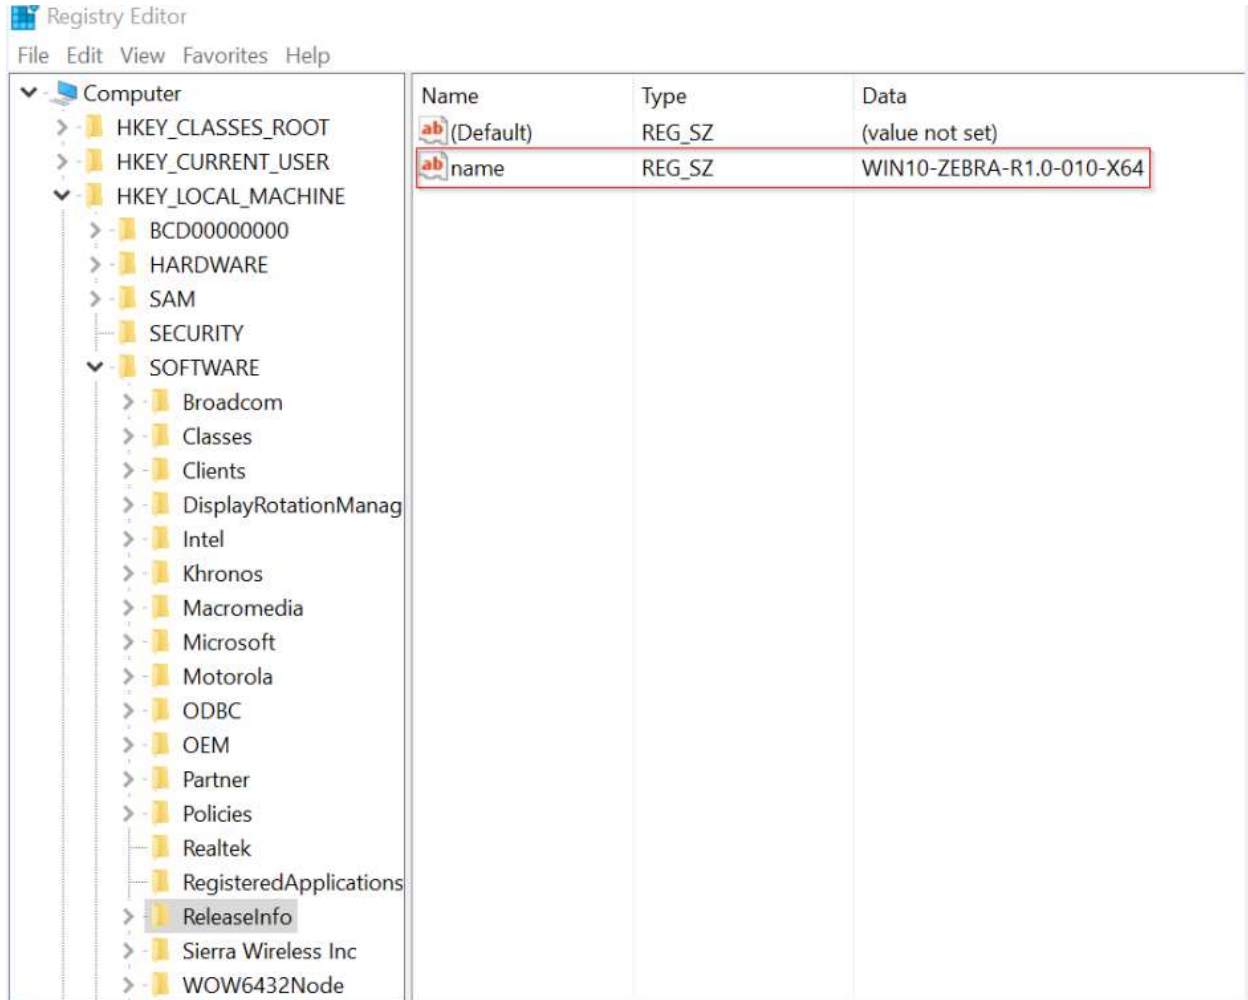 Registry Editor
File Edit View Favorites Help
Computer
HKEY_CLASSES_ROOT
HKEY_CURRENT_USER
HKEY_LOCAL_MACHINE
BCD00000000
HARDWARE
SAM
SECURITY
SOFTWARE
Broadcom
Classes
Clients
DisplayRotationManag
Intel
Khronos
Macromedia
Microsoft
Motorola
ODBC
OEM
Partner
Policies
Realtek
RegisteredApplications
ReleaseInfo
Sierra Wireless Inc
WOW6432Node
Name Type Data
ab (Default) REG_SZ (value not set)
ab name REG_SZ WIN10-ZEBRA-R1.0-010-X64